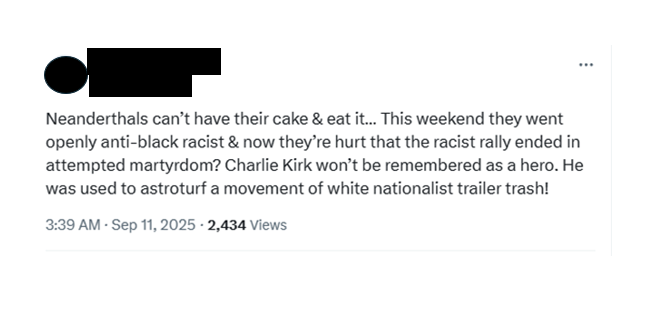 Neanderthals can’t have their cake & eat it... This weekend they went
openly anti-black racist & now they’re hurt that the racist rally ended in
attempted martyrdom? Charlie Kirk won’t be remembered as a hero. He
was used to astroturf a movement of white nationalist trailer trash!
3:39 AM · Sep 11, 2025 · 2,434 Views